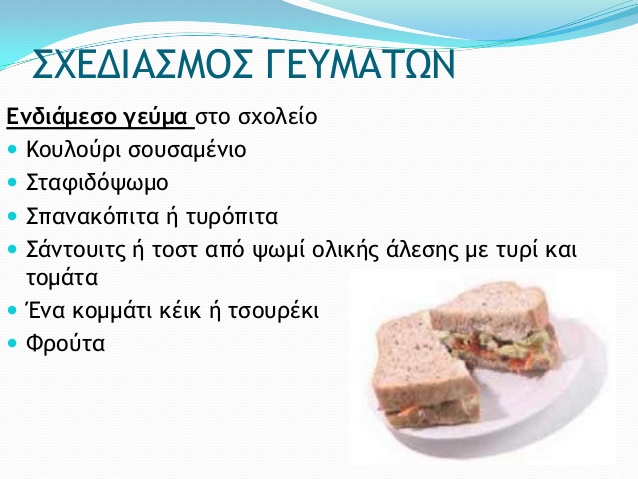 ΣΧΕΔΙΑΣΜΟΣ ΓΕΥΜΑΤΩΝ
Ενδιάμεσο γεύμα στο σχολείο
• Κουλούρι σουσαμένιο
• Σταφιδόψωμο
• Σπανακόπιτα ή τυρόπιτα
• Σάντουιτς ή τοστ από ψωμί ολικής άλεσης με τυρί και
τομάτα
• Ένα κομμάτι κέικ ή τσουρέκι
• Φρούτα